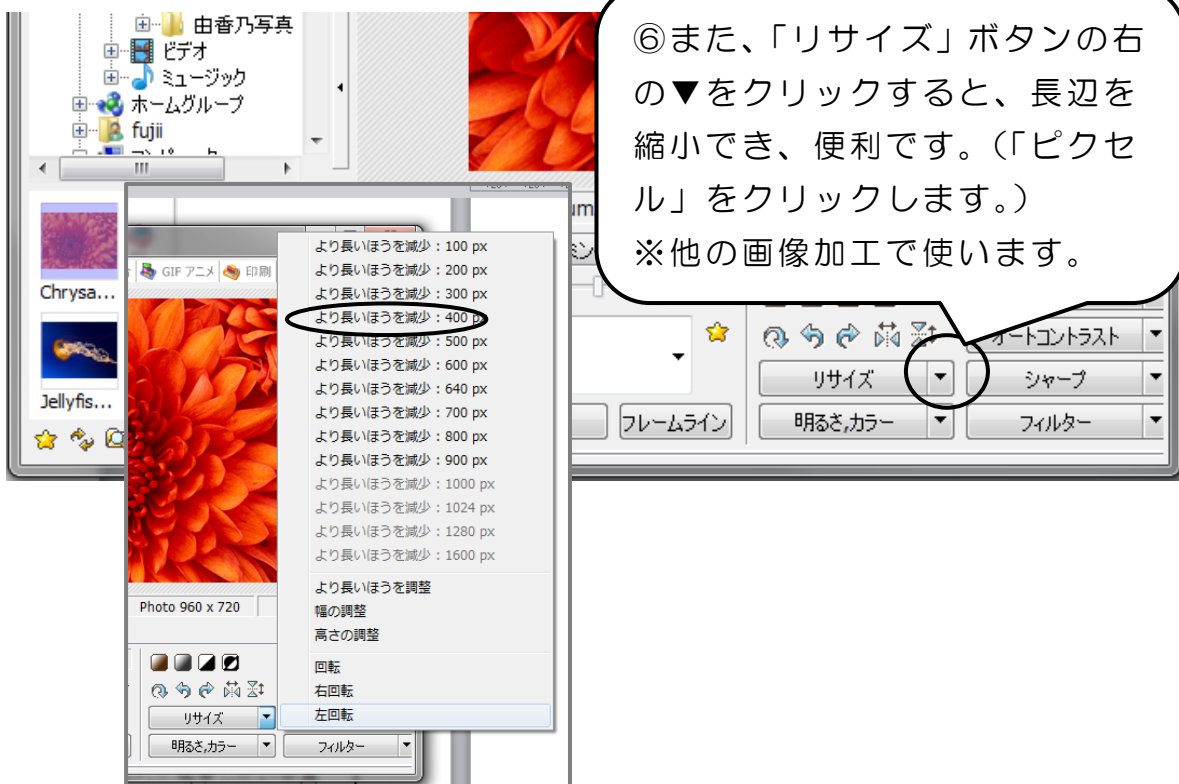 由香乃写真
ビデオ
ミュージック
ホームグループ
fujii
⑥また、「リサイズ」ボタンの右
の▼をクリックすると、長辺を
縮小でき、便利です。（「ピクセ
ル」をクリックします。）
※他の画像加工で使います。
Chrysa...
Jellyfis...
GIF アニメ
印刷
より長いほうを減少：100 px
より長いほうを減少：200 px
より長いほうを減少：300 px
より長いほうを減少：400 px
より長いほうを減少：500 px
より長いほうを減少：600 px
より長いほうを減少：640 px
より長いほうを減少：700 px
より長いほうを減少：800 px
より長いほうを減少：900 px
より長いほうを減少：1000 px
より長いほうを減少：1024 px
より長いほうを減少：1280 px
より長いほうを減少：1600 px
より長いほうを調整
幅の調整
高さの調整
回転
右回転
左回転
Photo 960 x 720
リサイズ
明るさ,カラー
フィルター
オートコントラスト
リサイズ
シャープ
フレームライン
明るさ,カラー
フィルター